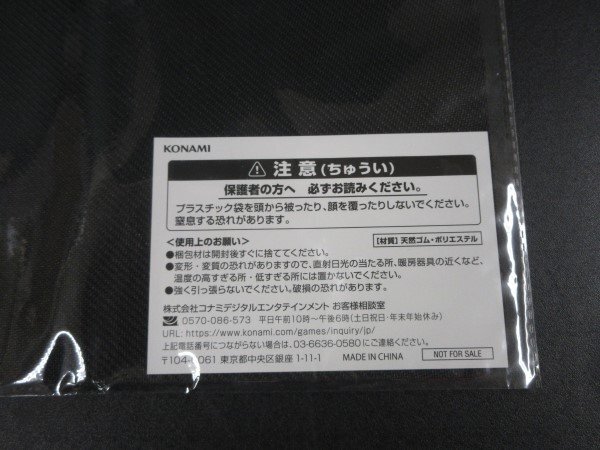 KONAMI
⚠ 注意(ちゅうい)
保護者の方へ 必ずお読みください。
プラスチック袋を頭から被ったり、顔を覆ったりしないでください。
窒息する恐れがあります。
<使用上のお願い> 【材質】天然ゴム・ポリエステル
●梱包材は開封後すぐに捨ててください。
●変形・変質の恐れがありますので、直射日光の当たる所、暖房器具の近くなど、
温度の高すぎる所・低すぎる所には置かないでください。
●強く引っ張らないでください。破損の恐れがあります。
株式会社コナミデジタルエンタテインメント お客様相談室
0570-086-573 平日午前10時～午後6時(土日祝日・年末年始休み)
URL: https://www.konami.com/games/inquiry/jp/
上記電話番号につながらない場合は、03-6636-0580におかけください。
〒104-0061 東京都中央区銀座 1-11-1 MADE IN CHINA NOT FOR SALE